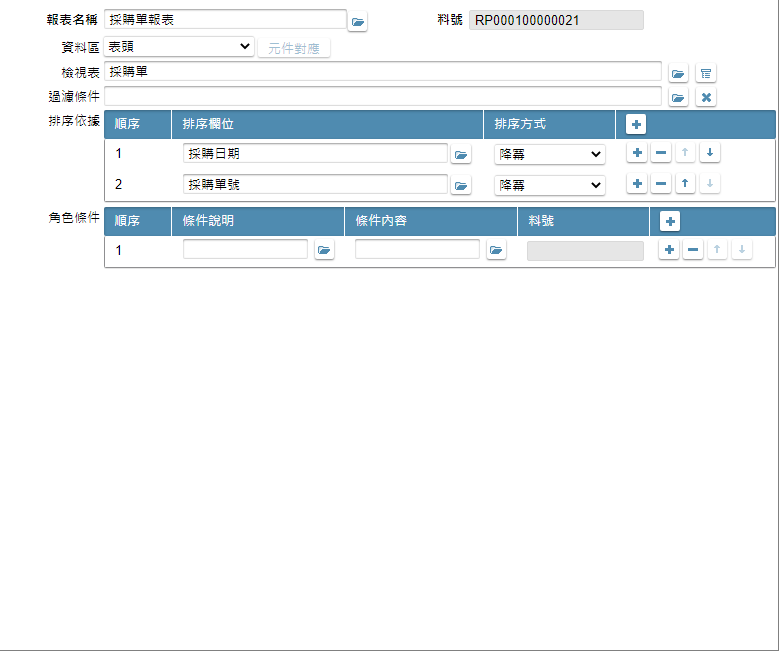 報表名稱 採購單報表 料號 RP000100000021
資料區 表頭 元件對應
檢視表 採購單
過濾條件
排序依據 順序 排序欄位 排序方式
1 採購日期 降冪
2 採購單號 降冪
角色條件 順序 條件說明 條件內容 料號
1